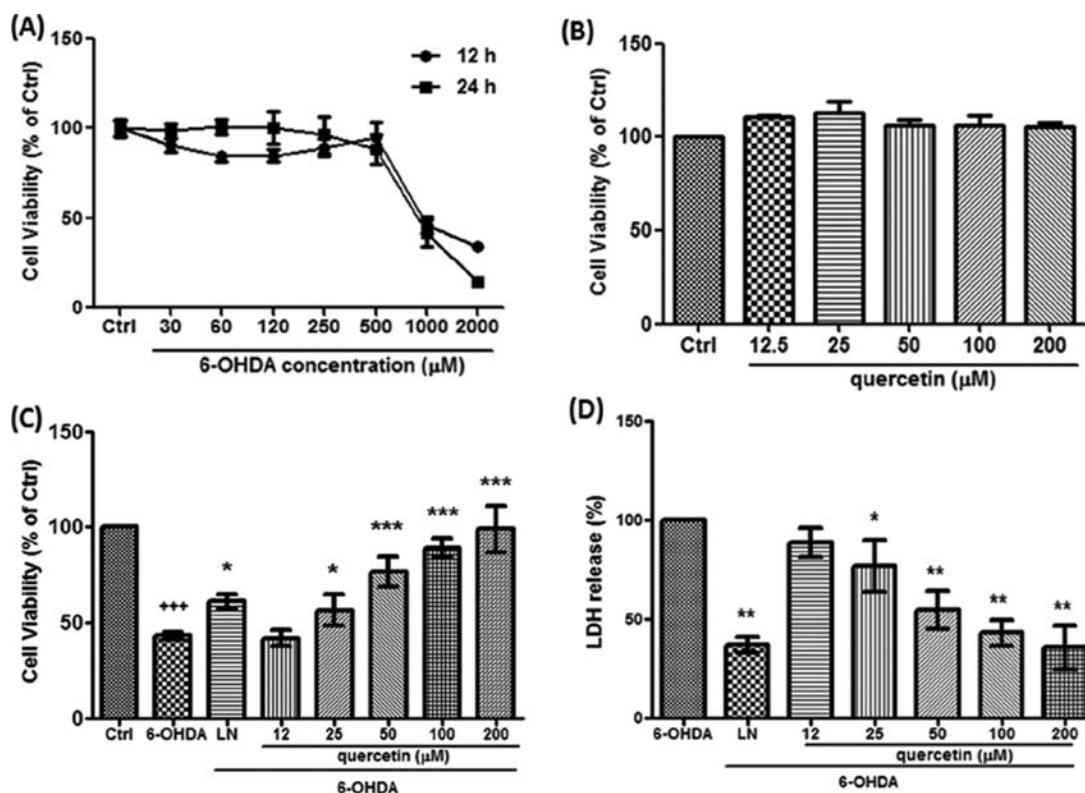 (A)
150
100
50
0
Cell Viability (% of Ctrl)
12 h
24 h
Ctrl 30 60 120 250 500 1000 2000
6-OHDA concentration (μM)
(B)
150
100
50
0
Cell Viability (% of Ctrl)
Ctrl 12.5 25 50 100 200
quercetin (μM)
(C)
150
100
50
0
Cell Viability (% of Ctrl)
+++ * * *** *** ***
Ctrl 6-OHDA LN 12 25 50 100 200
quercetin (μM)
6-OHDA
(D)
150
100
50
0
LDH release (%)
** * ** ** **
6-OHDA LN 12 25 50 100 200
quercetin (μM)
6-OHDA